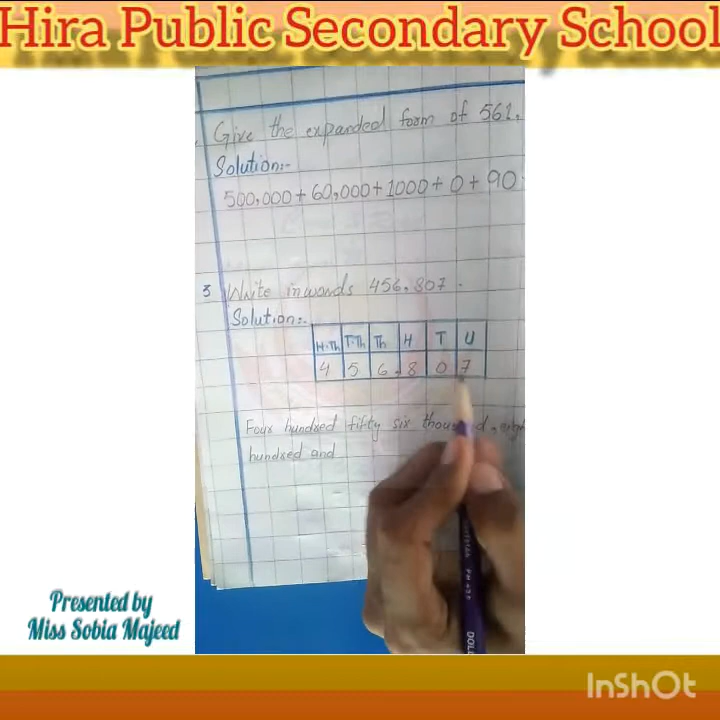 Hira Public Secondary School
Give the expanded form of 561,
Solution:-
500,000 + 60,000 + 1000 + 0 + 90
3 Write in words 456,807.
Solution:-
H.Th T.Th Th H T U
4 5 6, 8 0 7
Four hundred fifty six thousand,
hundred and
Presented by
Miss Sobia Majeed
InShOt